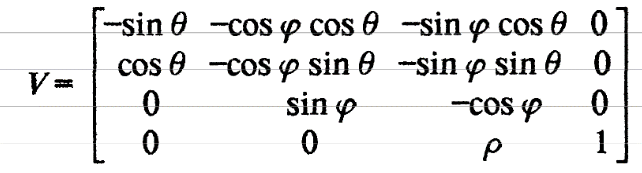 −sin θ −cos φ cos θ −sin φ cos θ 0
cos θ −cos φ sin θ −sin φ sin θ 0
V =
0 sin φ −cos φ 0
0 0 ρ 1